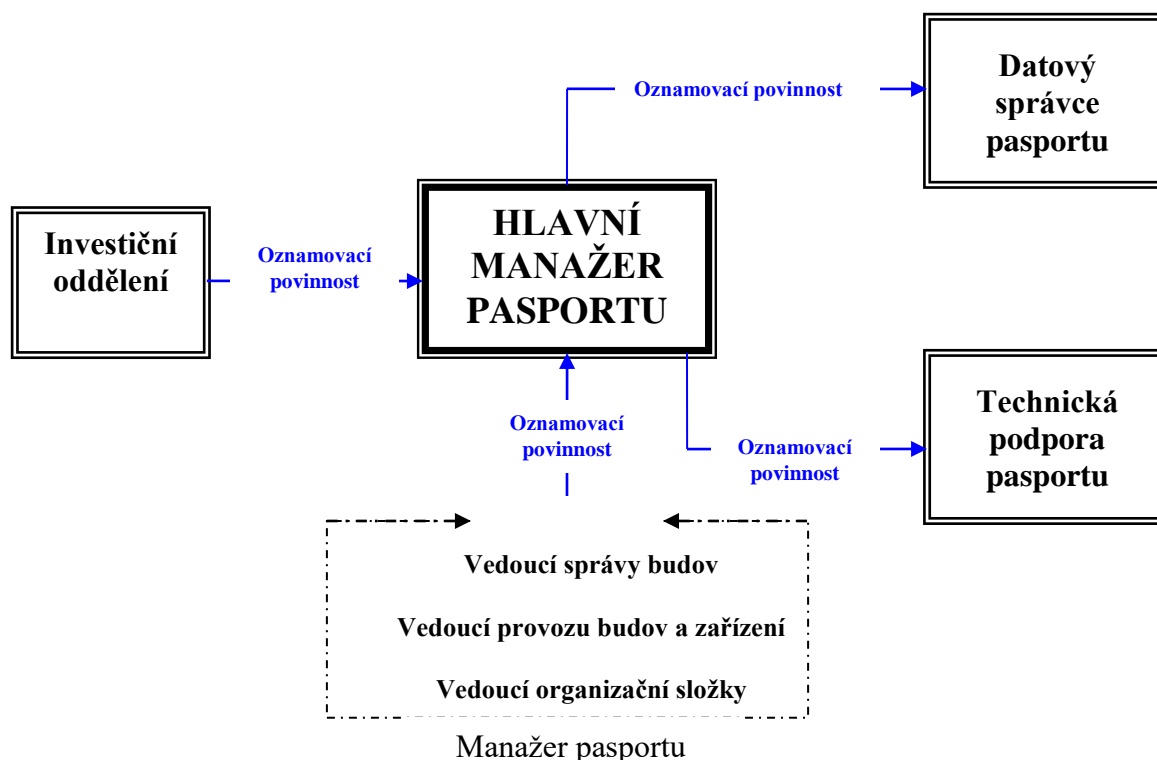 Oznamovací povinnost
Datový
správce
pasportu
Investiční
oddělení
Oznamovací
povinnost
HLAVNÍ
MANAŽER
PASPORTU
Oznamovací
povinnost
Oznamovací
povinnost
Technická
podpora
pasportu
Vedoucí správy budov
Vedoucí provozu budov a zařízení
Vedoucí organizační složky
Manažer pasportu